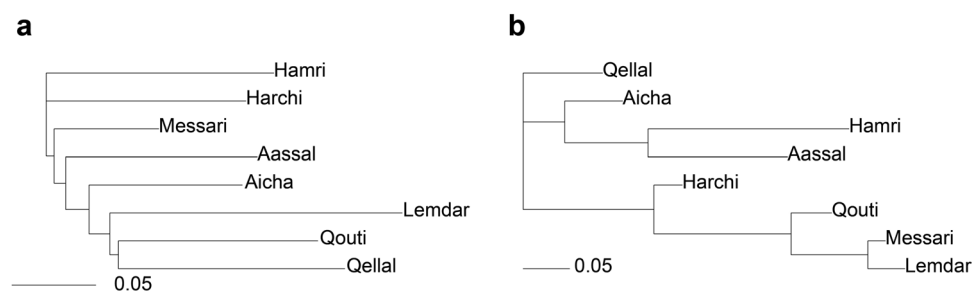 a
Hamri
Harchi
Messari
Aassal
Aicha
Lemdar
Qouti
Qellal
0.05
b
Qellal
Aicha
Hamri
Aassal
Harchi
Qouti
Messari
Lemdar
0.05